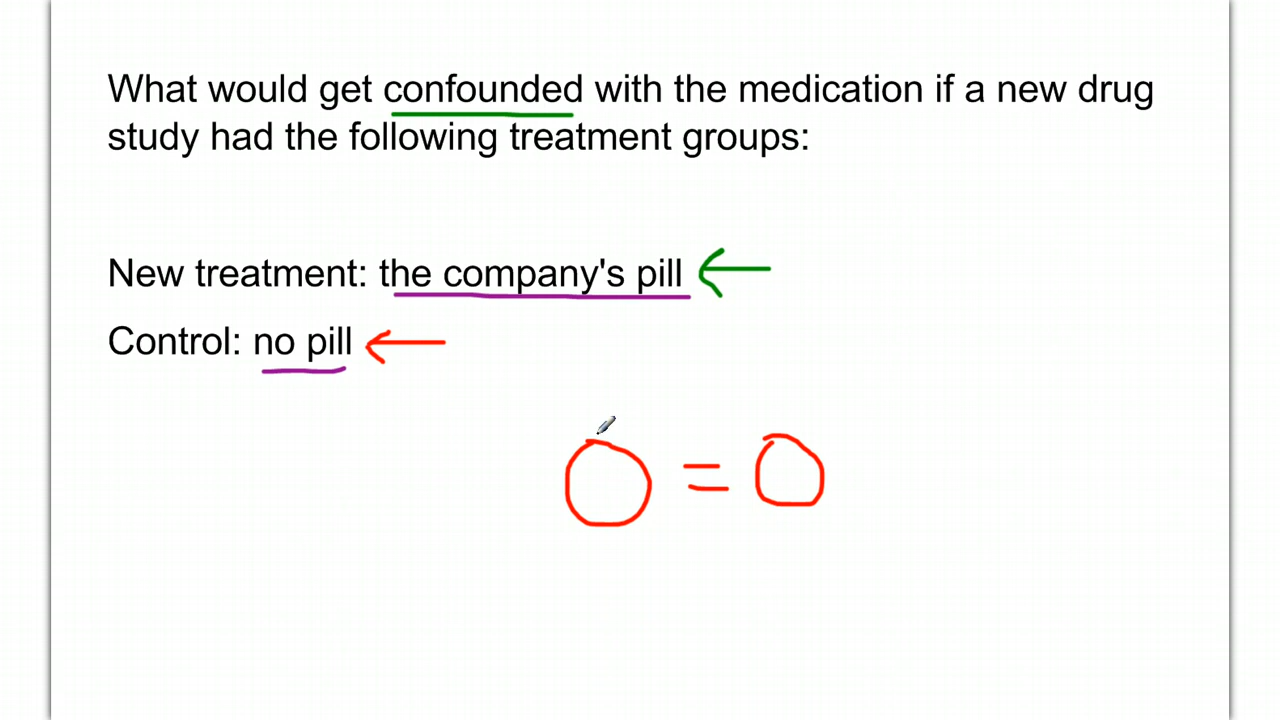 What would get confounded with the medication if a new drug
study had the following treatment groups:
New treatment: the company's pill
Control: no pill
=